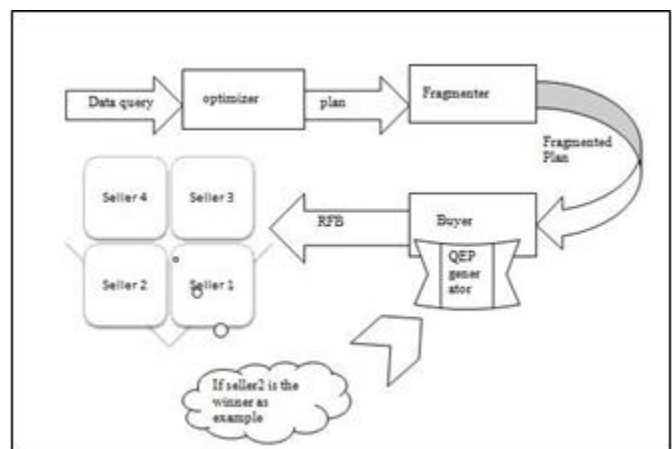 Data query
optimizer
plan
Fragmenter
Fragmented
Plan
Seller 4
Seller 3
RFB
Buyer
Seller 2
Seller 1
QEP
gener
ator
If seller2 is the
winner as
example